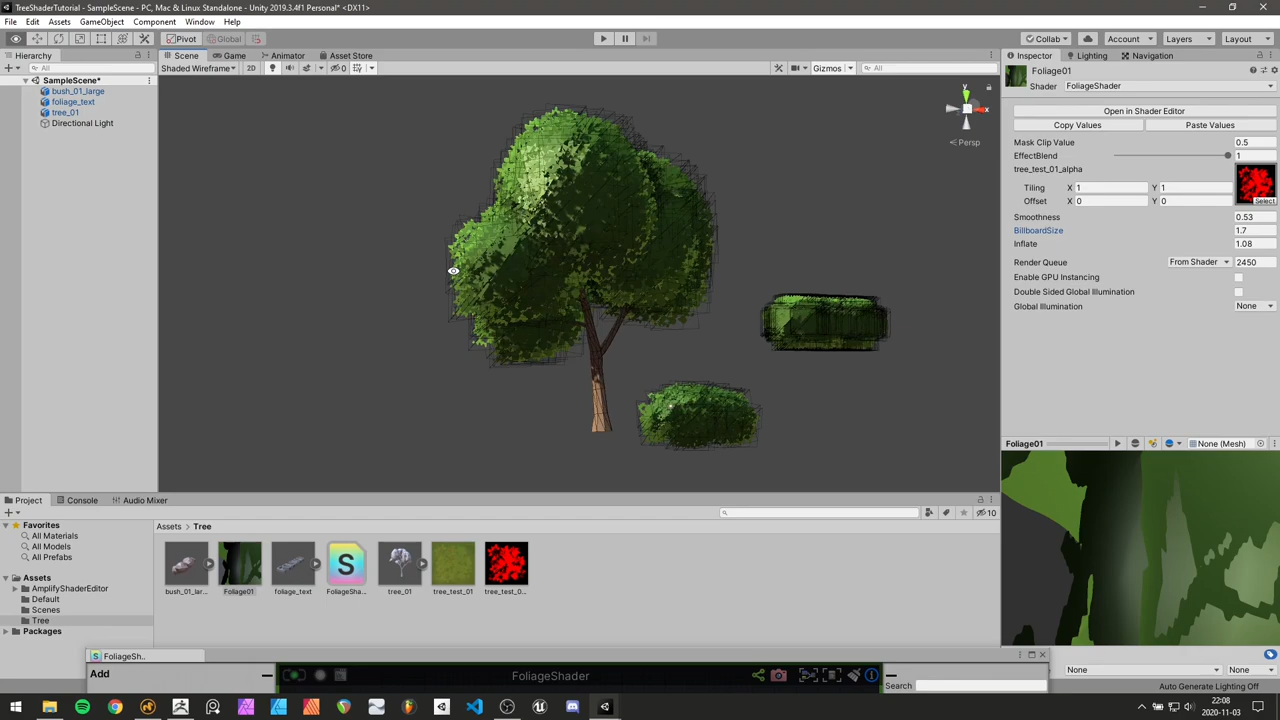 TreeShaderTutorial - SampleScene - PC, Mac & Linux Standalone - Unity 2019.3.4f1 Personal* <DX11>
File Edit Assets GameObject Component Window Help
Pivot Global Collab Account Layers Layout
Hierarchy Scene Game Animator Asset Store Inspector Lighting Navigation
All Shaded Wireframe 2D 0 Gizmos All
SampleScene*
bush_01_large
foliage_text
tree_01
Directional Light
y
x
Persp
Foliage01
Shader FoliageShader
Open in Shader Editor
Copy Values Paste Values
Mask Clip Value 0.5
EffectBlend 1
tree_test_01_alpha
Tiling X 1 Y 1
Offset X 0 Y 0
Select
Smoothness 0.53
BillboardSize 1.7
Inflate 1.08
Render Queue From Shader 2450
Enable GPU Instancing
Double Sided Global Illumination
Global Illumination None
Foliage01 None (Mesh)
Project Console Audio Mixer
10
Favorites
All Materials
All Models
All Prefabs
Assets
AmplifyShaderEditor
Default
Scenes
Tree
Packages
Assets > Tree
S
bush_01_lar... Foliage01 foliage_text FoliageSha... tree_01 tree_test_01 tree_test_0...
FoliageSh..
Add FoliageShader Search
None None
Auto Generate Lighting Off
22:08
2020-11-03